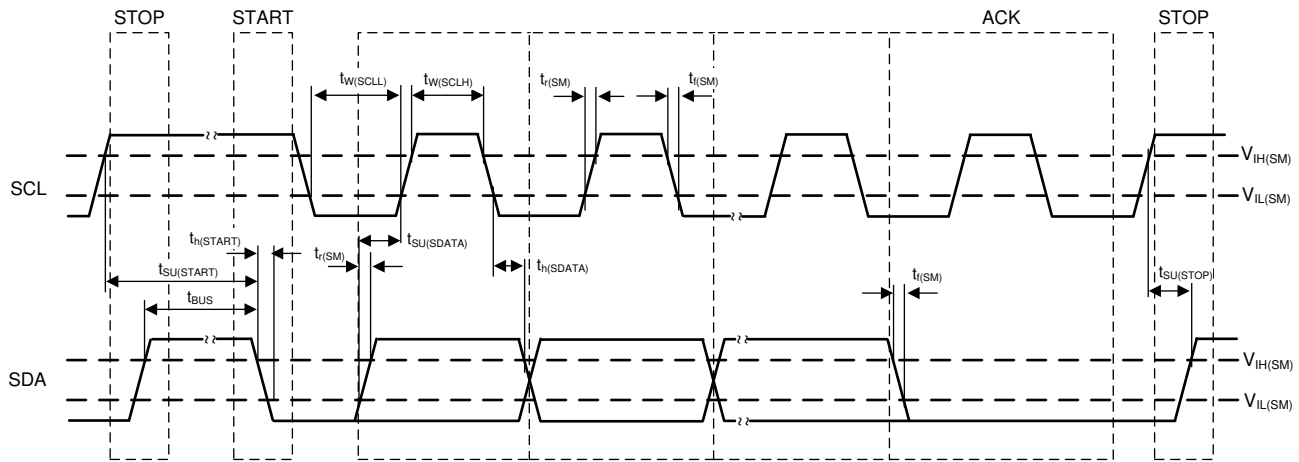 STOP START ACK STOP
tW(SCLL) tW(SCLH) tr(SM) tf(SM)
VIH(SM)
SCL
VIL(SM)
th(START) tr(SM) tSU(SDATA)
th(SDATA)
tSU(START) tf(SM) tSU(STOP)
tBUS
VIH(SM)
SDA
VIL(SM)